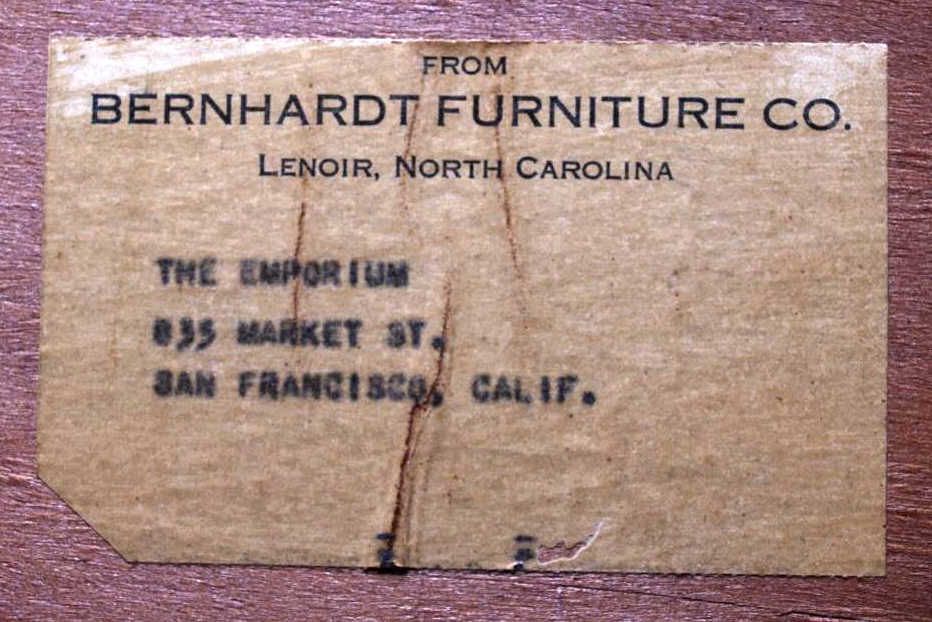 FROM
BERNHARDT FURNITURE CO.
LENOIR, NORTH CAROLINA
THE EMPORIUM
835 MARKET ST.
SAN FRANCISCO, CALIF.